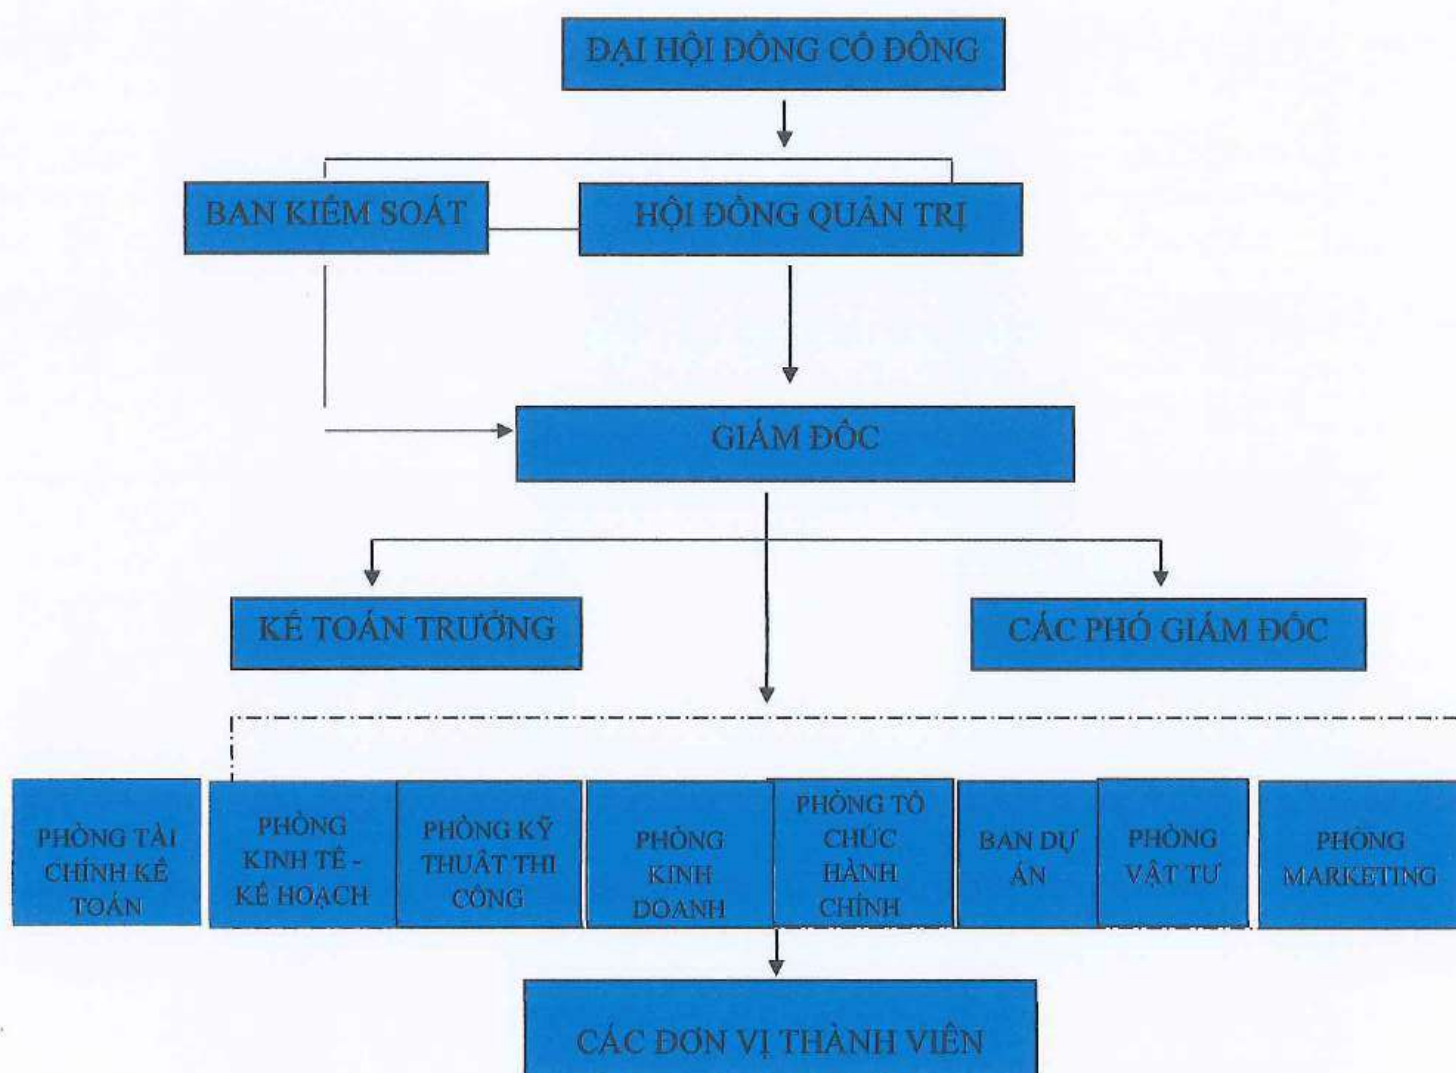 ĐẠI HỘI ĐỒNG CỔ ĐÔNG
BAN KIỂM SOÁT
HỘI ĐỒNG QUẢN TRỊ
GIÁM ĐỐC
KẾ TOÁN TRƯỞNG
CÁC PHÓ GIÁM ĐỐC
PHÒNG TÀI
CHÍNH KẾ
TOÁN
PHÒNG
KINH TẾ -
KẾ HOẠCH
PHÒNG KỸ
THUẬT THI
CÔNG
PHÒNG
KINH
DOANH
PHÒNG TỔ
CHỨC
HÀNH
CHÍNH
BAN DỰ
ÁN
PHÒNG
VẬT TƯ
PHÒNG
MARKETING
CÁC ĐƠN VỊ THÀNH VIÊN